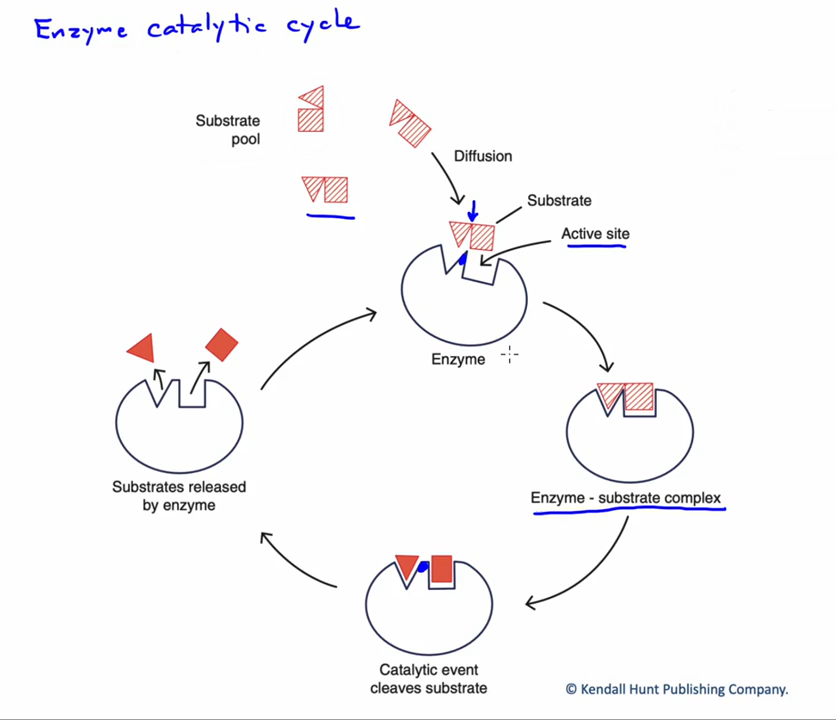 Enzyme catalytic cycle
Substrate
pool
Diffusion
Substrate
Active site
Enzyme
Enzyme - substrate complex
Substrates released
by enzyme
Catalytic event
cleaves substrate
© Kendall Hunt Publishing Company.